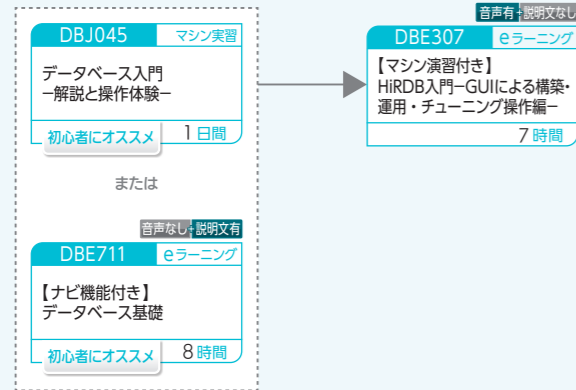 DBJ045 マシン実習
データベース入門
−解説と操作体験−
初心者にオススメ 1日間
または
音声なし+説明文有
DBE711 eラーニング
【ナビ機能付き】
データベース基礎
初心者にオススメ 8時間
音声有+説明文なし
DBE307 eラーニング
【マシン演習付き】
HiRDB入門−GUIによる構築・
運用・チューニング操作編−
7時間